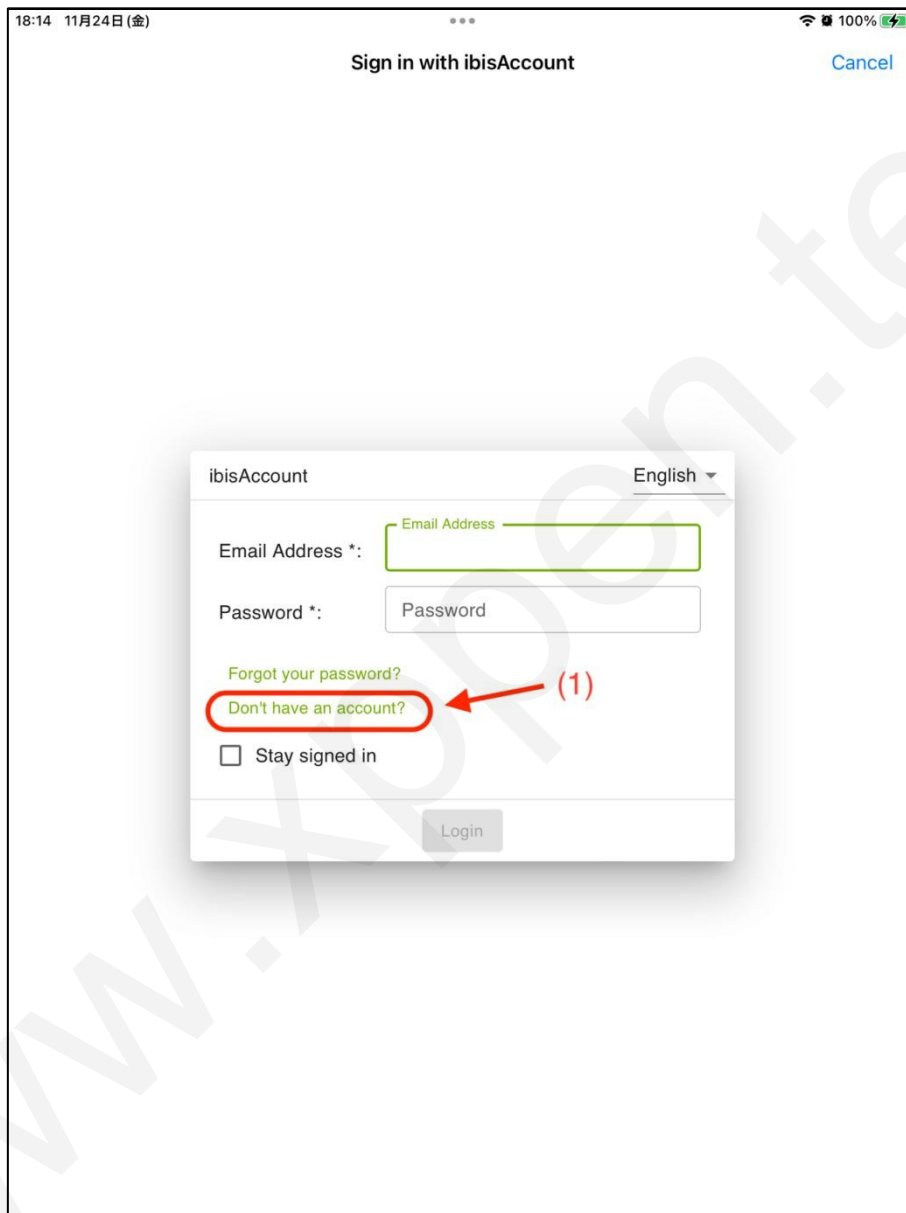 18:14 11月24日(金)
100%
Sign in with ibisAccount
Cancel
ibisAccount
English
Email Address
Email Address *:
Password *:
Password
Forgot your password?
Don't have an account?
(1)
Stay signed in
Login
www.xppen.te